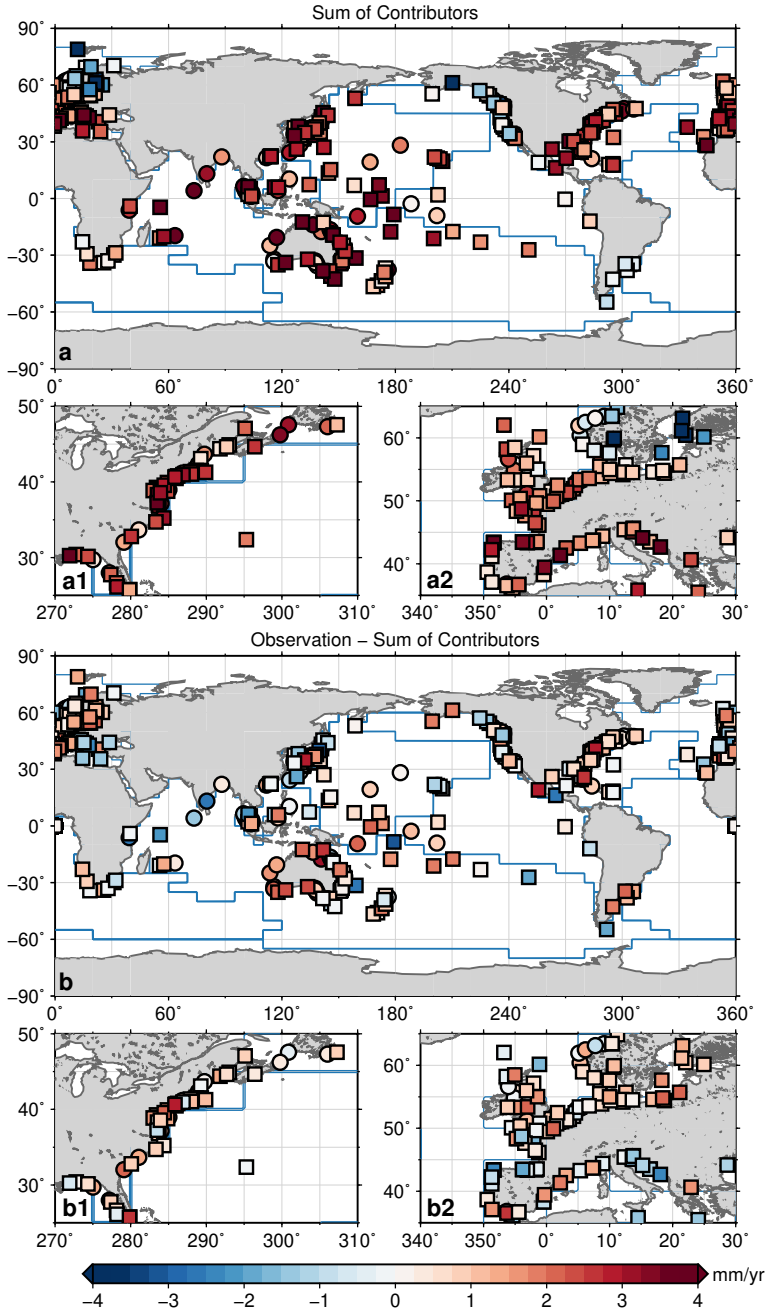 Sum of Contributors
90˚
60˚
30˚
0˚
−30˚
−60˚
−90˚
a
0˚ 60˚ 120˚ 180˚ 240˚ 300˚ 360˚
50˚
40˚
30˚
a1
270 280 290 300 310
60˚
50˚
40˚
a2
340 350 0˚ 10˚ 20˚ 30˚
Observation − Sum of Contributors
90˚
60˚
30˚
0˚
−30˚
−60˚
−90˚
b
0˚ 60˚ 120˚ 180˚ 240˚ 300˚ 360˚
50˚
40˚
30˚
b1
270 280 290 300 310
60˚
50˚
40˚
b2
340 350 0˚ 10˚ 20˚ 30˚
mm/yr
−4 −3 −2 −1 0 1 2 3 4